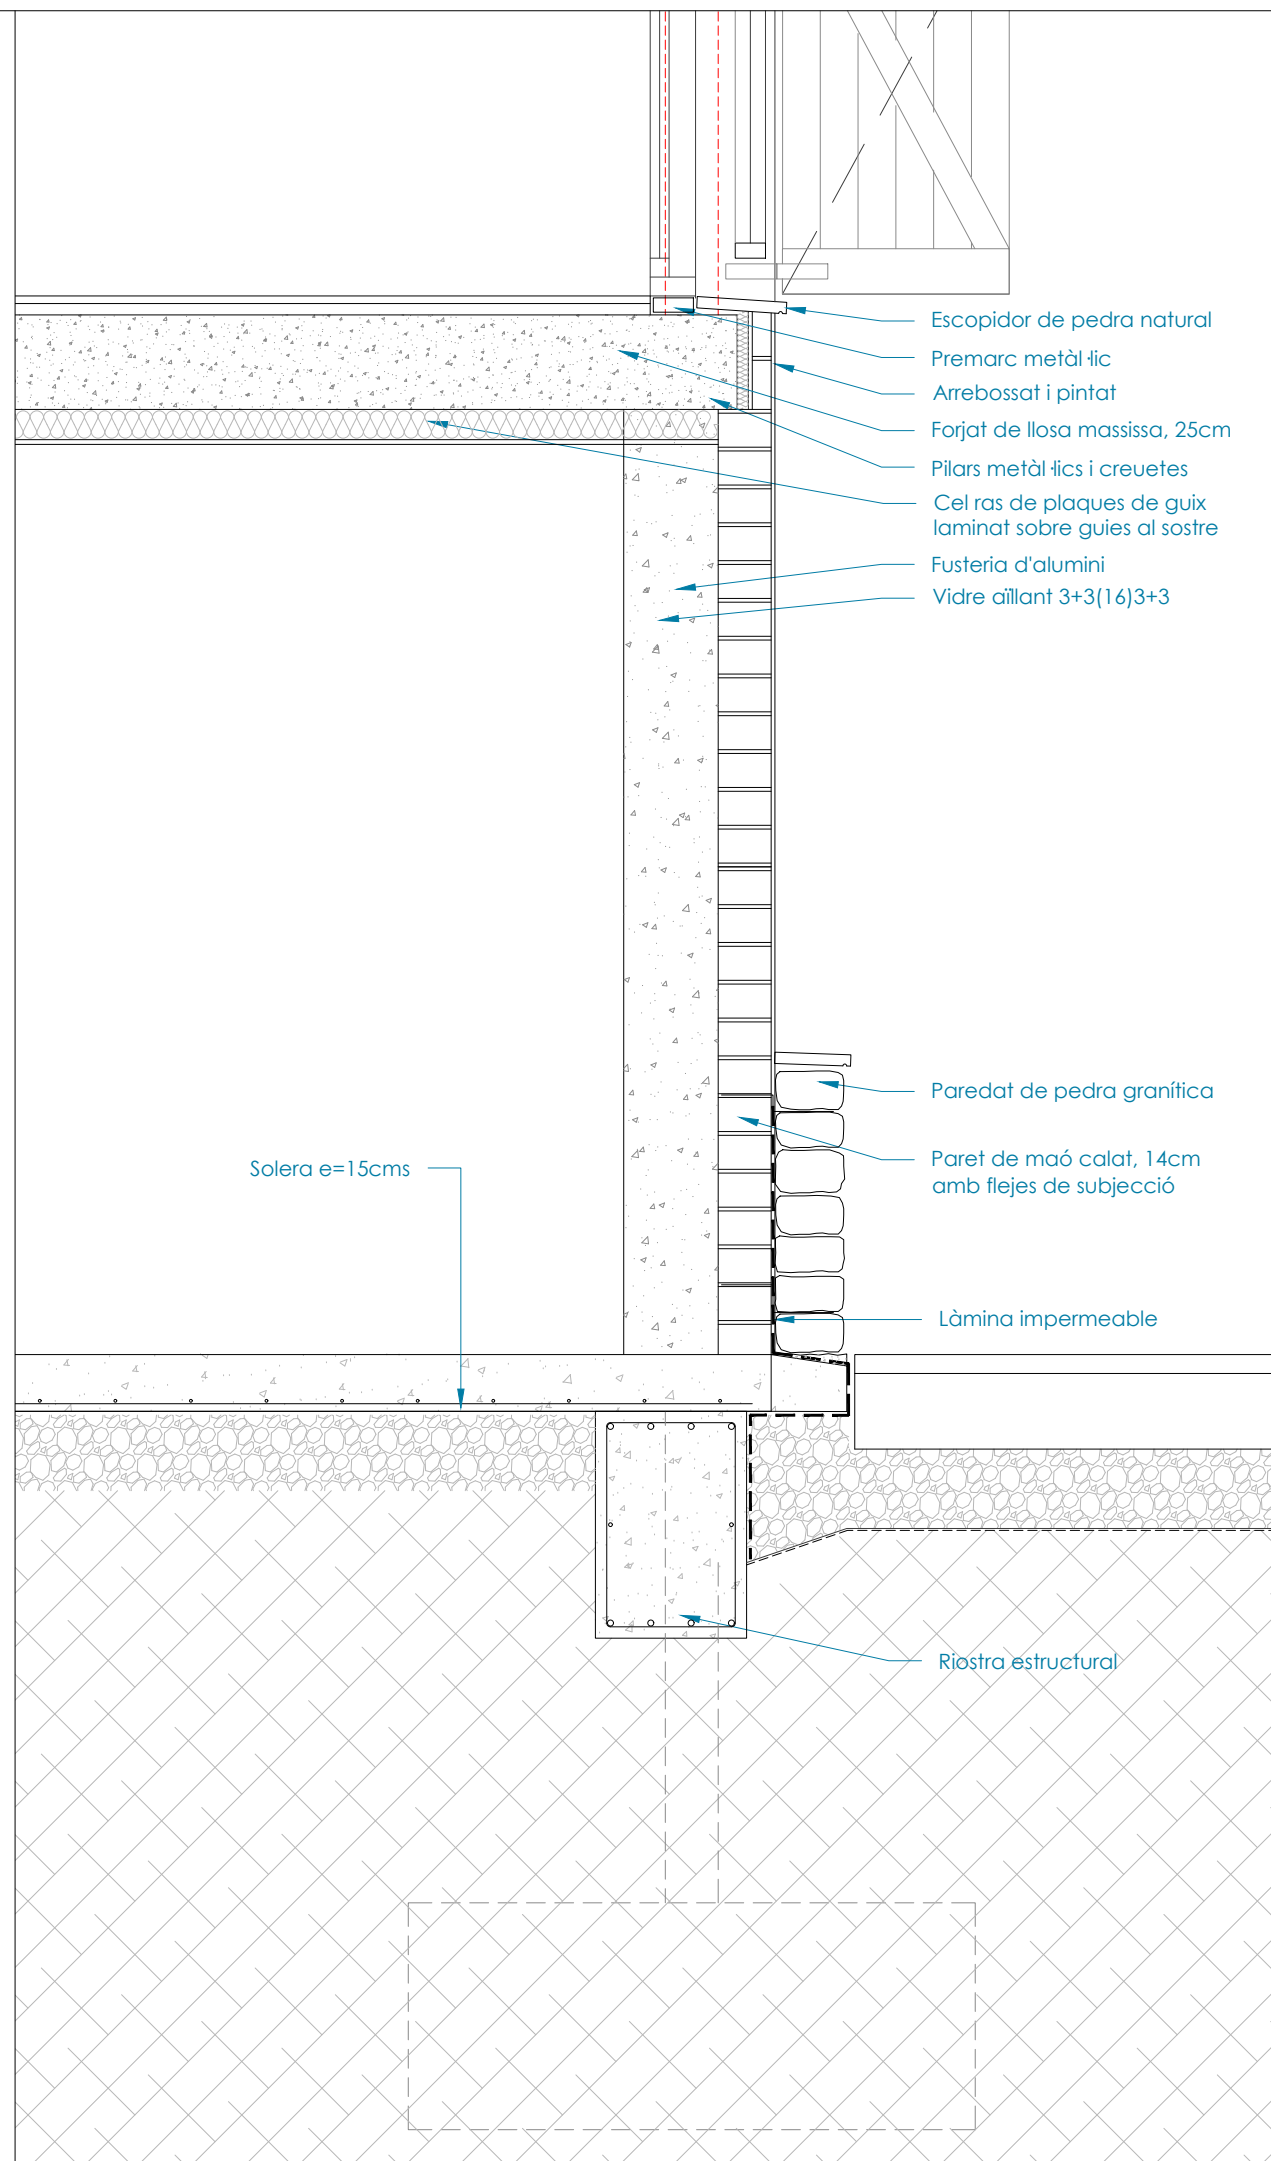 Escopidor de pedra natural
Premarc metàl·lic
Arrebossat i pintat
Forjat de llosa massissa, 25cm
Pilars metàl·lics i creuetes
Cel ras de plaques de guix
laminat sobre guies al sostre
Fusteria d'alumini
Vidre aïllant 3+3(16)3+3
Paredat de pedra granítica
Paret de maó calat, 14cm
amb flejes de subjecció
Solera e=15cms
Làmina impermeable
Riostra estructural